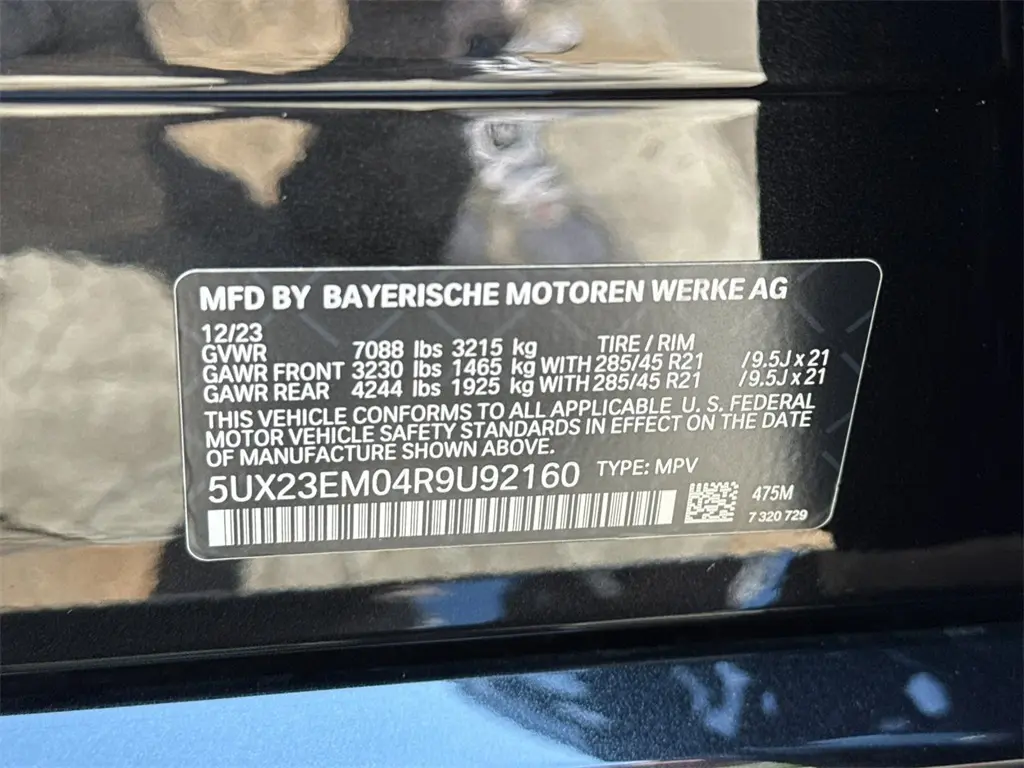 MFD BY BAYERISCHE MOTOREN WERKE AG
12/23 TIRE / RIM
GVWR 7088 lbs 3215 kg
GAWR FRONT 3230 lbs 1465 kg WITH 285/45 R21 /9.5J x 21
GAWR REAR 4244 lbs 1925 kg WITH 285/45 R21 /9.5J x 21
THIS VEHICLE CONFORMS TO ALL APPLICABLE U. S. FEDERAL
MOTOR VEHICLE SAFETY STANDARDS IN EFFECT ON THE DATE
OF MANUFACTURE SHOWN ABOVE.
5UX23EM04R9U92160 TYPE: MPV
475M
7 320 729